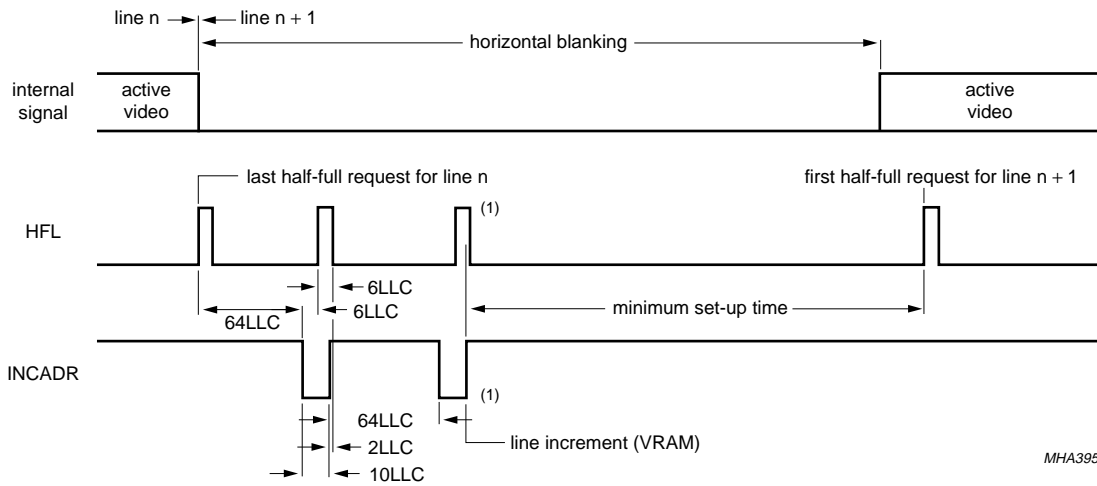 line n
line n + 1
horizontal blanking
internal
signal
active
video
active
video
last half-full request for line n
first half-full request for line n + 1
(1)
HFL
6LLC
6LLC
64LLC
minimum set-up time
INCADR
(1)
64LLC
line increment (VRAM)
2LLC
10LLC
MHA395